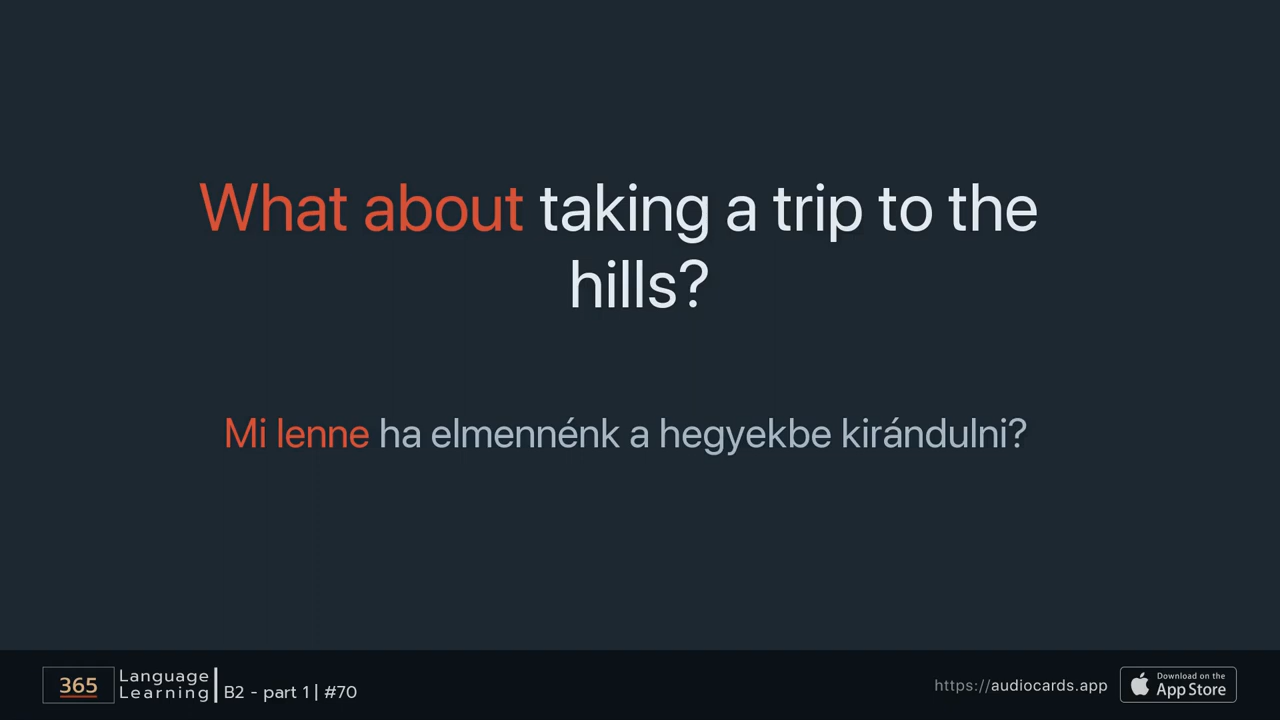 What about taking a trip to the
hills?
Mi lenne ha elmennénk a hegyekbe kirándulni?
365
Language
Learning
B2 - part 1 | #70
https://audiocards.app
Download on the
App Store